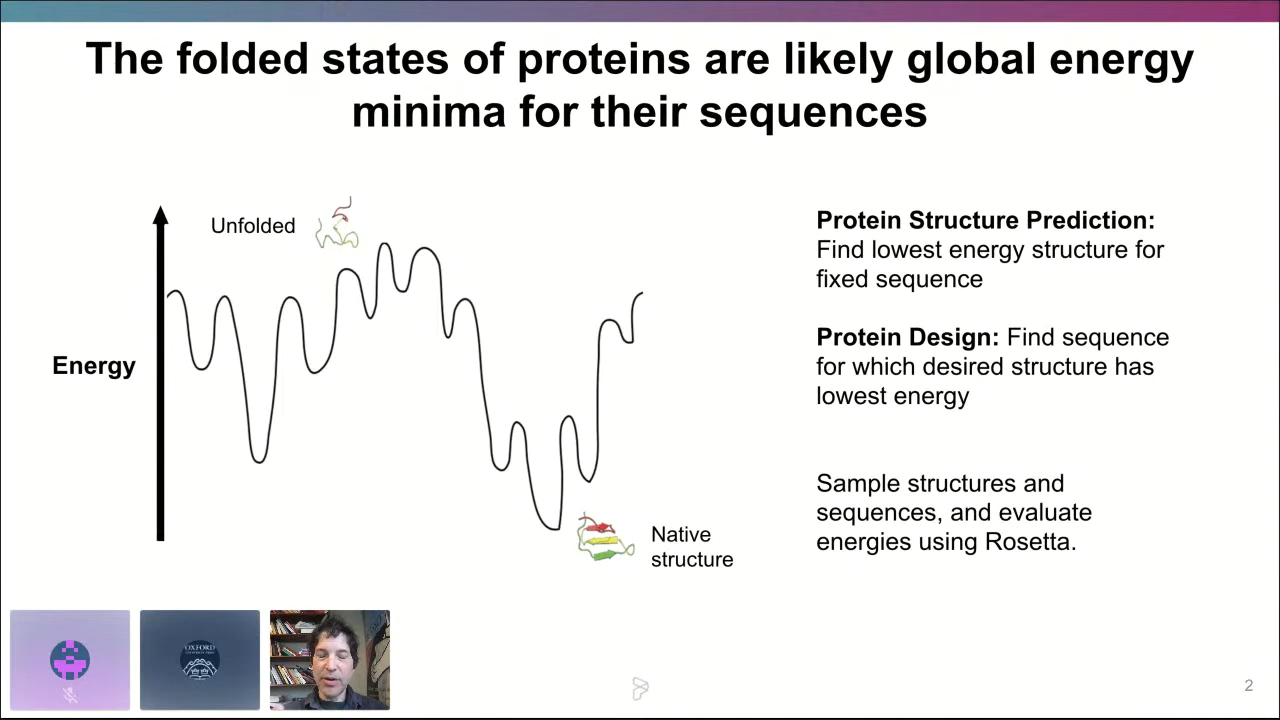 The folded states of proteins are likely global energy
minima for their sequences
Unfolded
Energy
Native
structure
Protein Structure Prediction:
Find lowest energy structure for
fixed sequence
Protein Design: Find sequence
for which desired structure has
lowest energy
Sample structures and
sequences, and evaluate
energies using Rosetta.
OXFORD
2